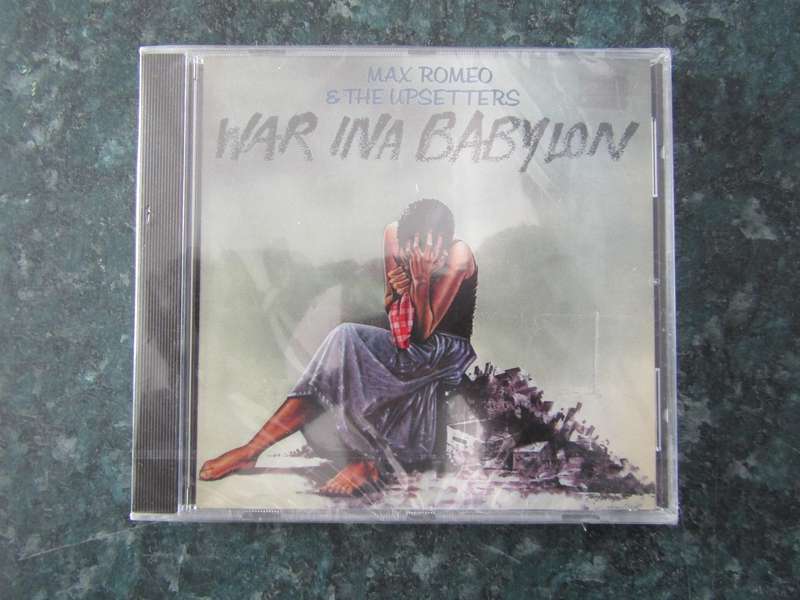 MAX ROMEO
& THE UPSETTERS
WAR INA BABYLON